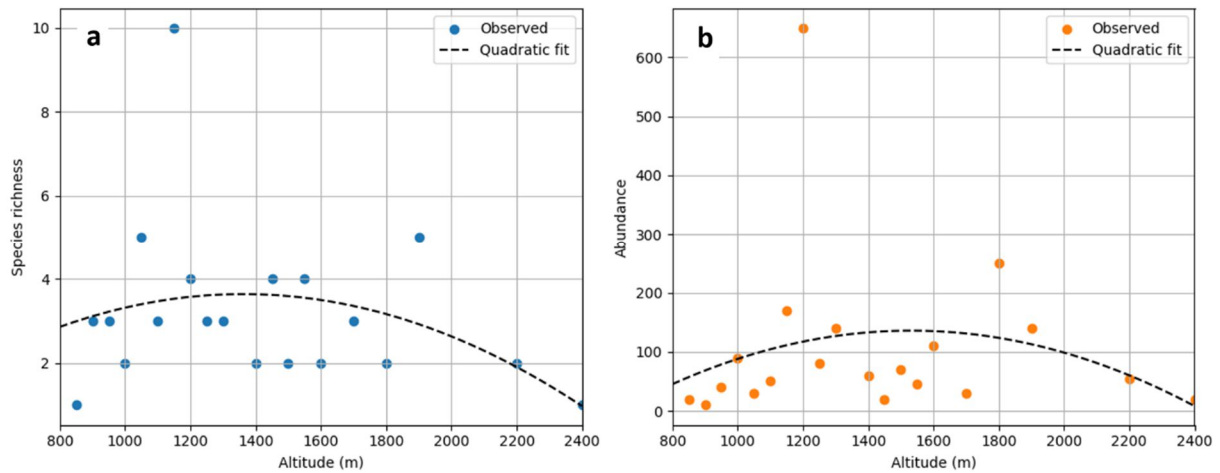 a
Observed
Quadratic fit
10
8
6
4
2
Species richness
800 1000 1200 1400 1600 1800 2000 2200 2400
Altitude (m)
b
Observed
Quadratic fit
600
500
400
300
200
100
0
Abundance
800 1000 1200 1400 1600 1800 2000 2200 2400
Altitude (m)